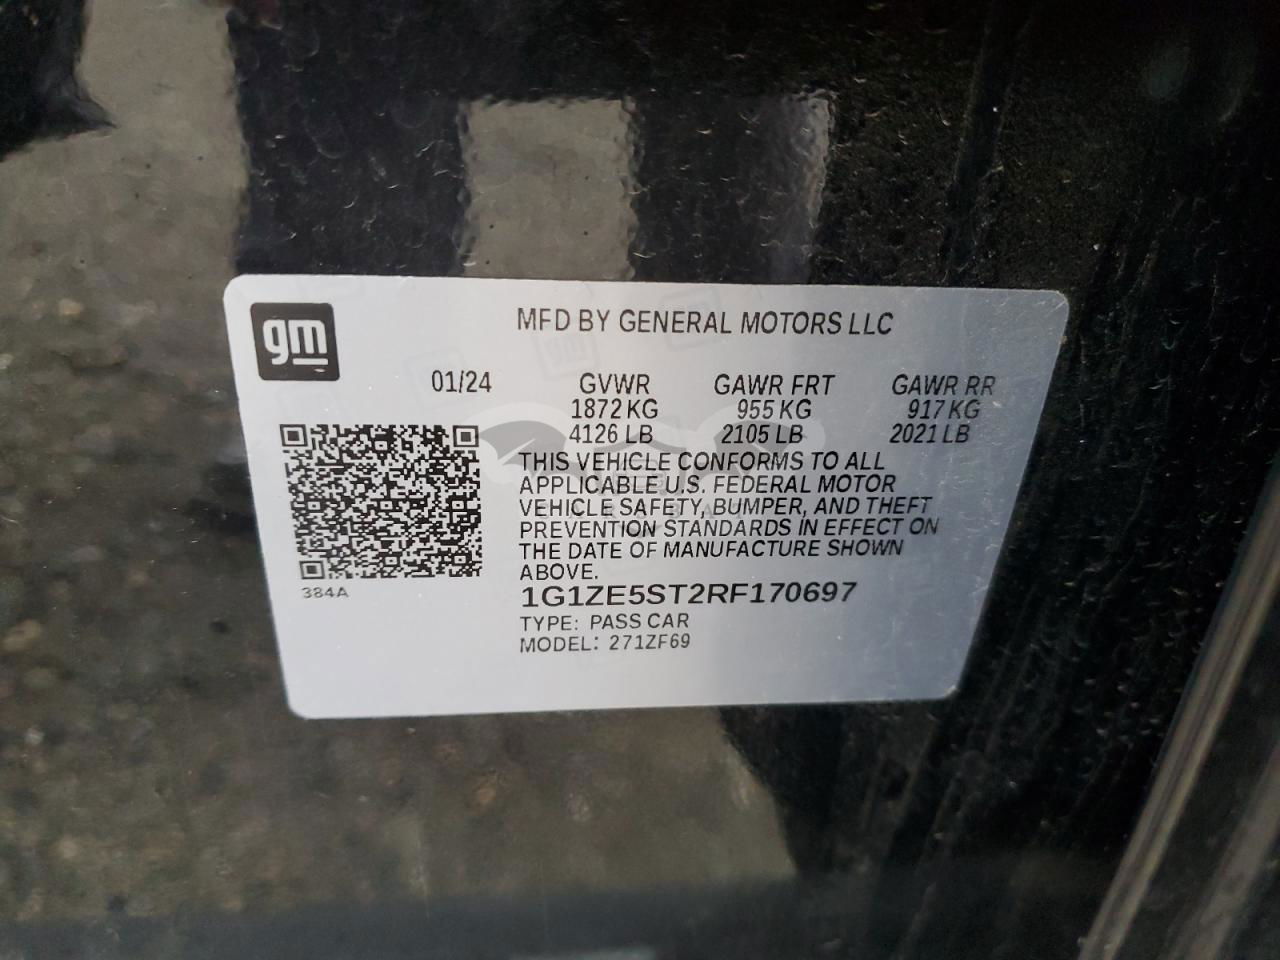 gm
MFD BY GENERAL MOTORS LLC
01/24 GVWR GAWR FRT GAWR RR
1872 KG 955 KG 917 KG
4126 LB 2105 LB 2021 LB
THIS VEHICLE CONFORMS TO ALL
APPLICABLE U.S. FEDERAL MOTOR
VEHICLE SAFETY, BUMPER, AND THEFT
PREVENTION STANDARDS IN EFFECT ON
THE DATE OF MANUFACTURE SHOWN
ABOVE.
384A
1G1ZE5ST2RF170697
TYPE: PASS CAR
MODEL: 271ZF69